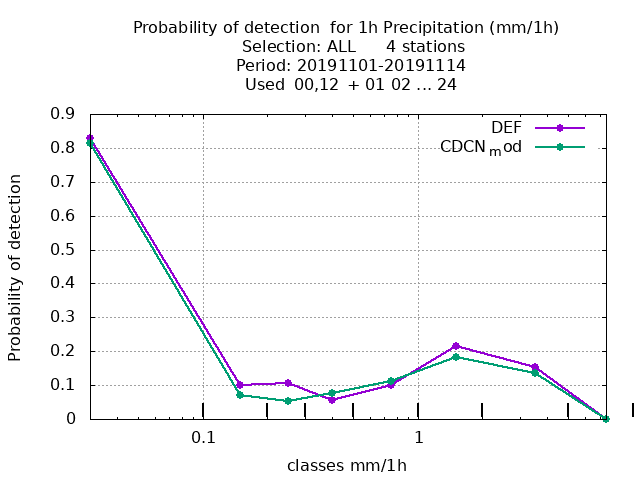 Probability of detection for 1h Precipitation (mm/1h)
Selection: ALL 4 stations
Period: 20191101-20191114
Used 00,12 + 01 02 ... 24
DEF
CDCN_mod
Probability of detection
0.9
0.8
0.7
0.6
0.5
0.4
0.3
0.2
0.1
0
0.1 1
classes mm/1h